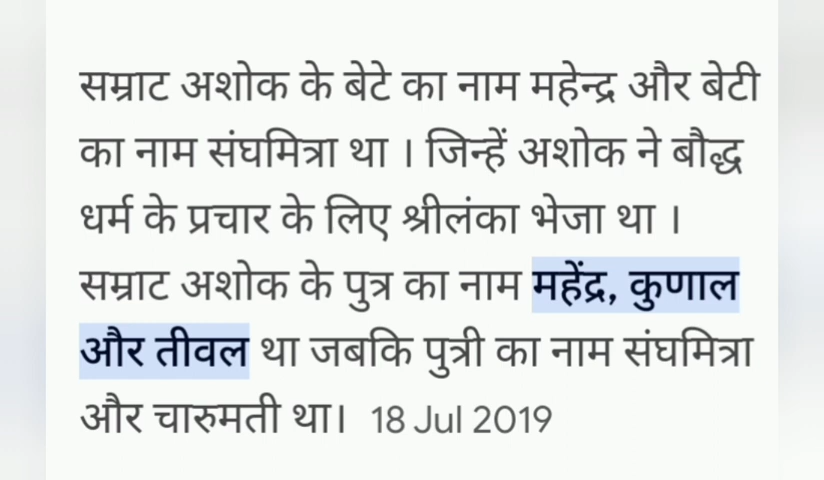 सम्राट अशोक के बेटे का नाम महेन्द्र और बेटी
का नाम संघमित्रा था । जिन्हें अशोक ने बौद्ध
धर्म के प्रचार के लिए श्रीलंका भेजा था ।
सम्राट अशोक के पुत्र का नाम महेंद्र, कुणाल
और तीवल था जबकि पुत्री का नाम संघमित्रा
और चारुमती था। 18 Jul 2019